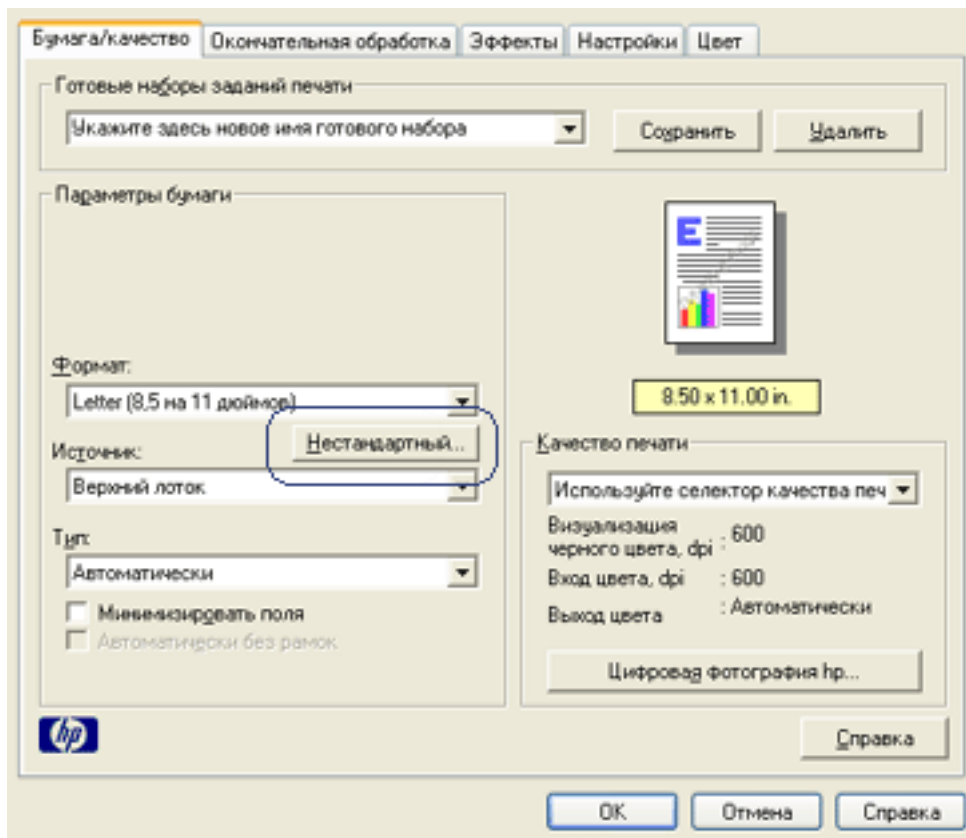 Бумага/качество Окончательная обработка Эффекты Настройки Цвет
Готовые наборы заданий печати
Укажите здесь новое имя готового набора Сохранить Удалить
Параметры бумаги
E
Формат:
Letter (8,5 на 11 дюймов)
8.50 x 11.00 in.
Нестандартный...
Источник:
Верхний лоток
Тип:
Автоматически
Минимизировать поля
Автоматически без рамок
Качество печати
Используйте селектор качества печ
Визуализация
черного цвета, dpi : 600
Вход цвета, dpi : 600
Выход цвета : Автоматически
Цифровая фотография hp...
hp
Справка
OK Отмена Справка